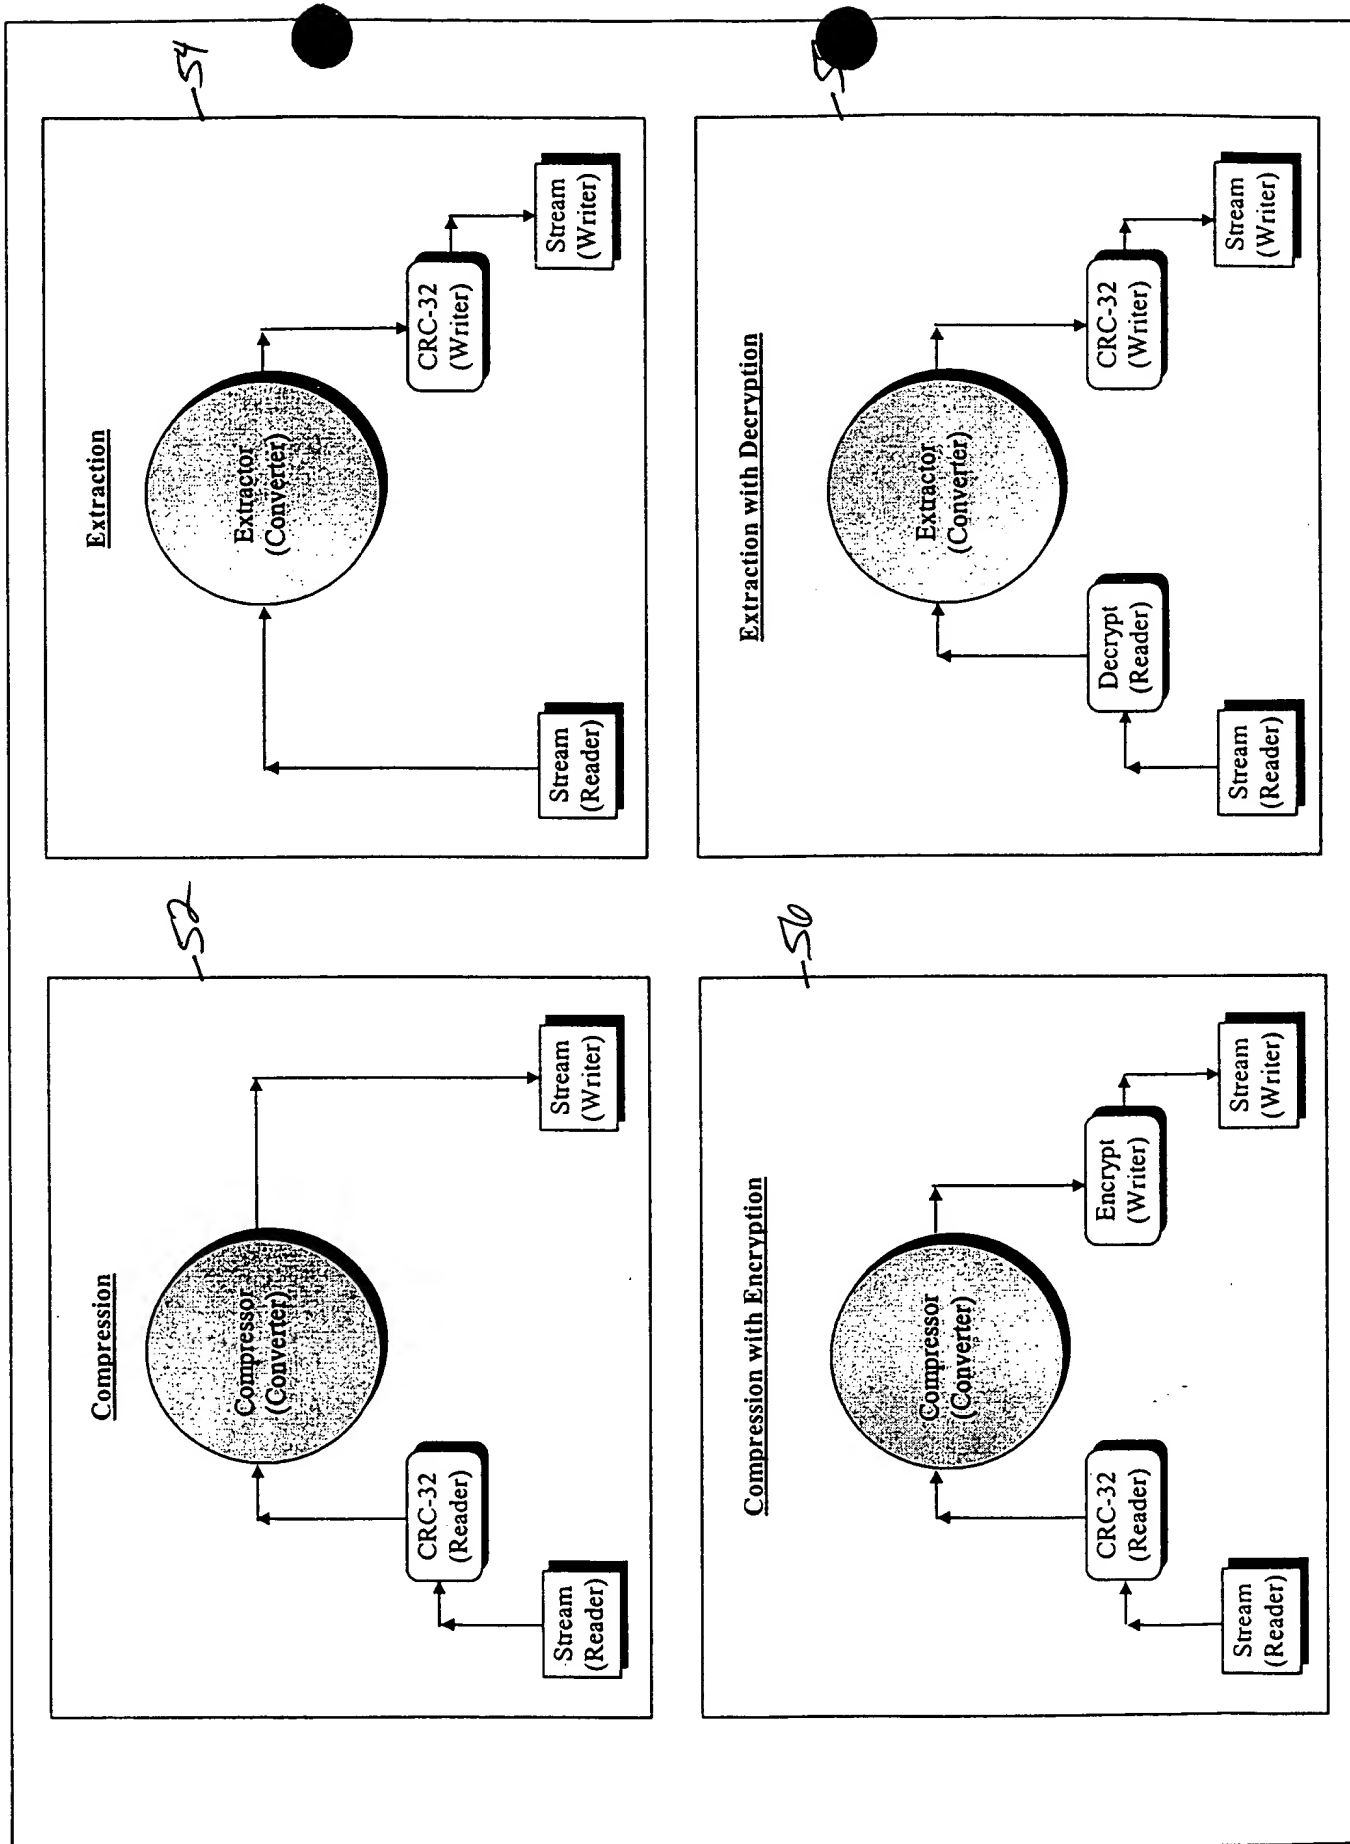 Compression
-52
Compressor
(Converter)
CRC-32
(Reader)
Stream
(Reader)
Stream
(Writer)
Extraction
-54
Extractor
(Converter)
Stream
(Reader)
CRC-32
(Writer)
Stream
(Writer)
Compression with Encryption
-56
Compressor
(Converter)
CRC-32
(Reader)
Stream
(Reader)
Encrypt
(Writer)
Stream
(Writer)
Extraction with Decryption
Extractor
(Converter)
Decrypt
(Reader)
Stream
(Reader)
CRC-32
(Writer)
Stream
(Writer)